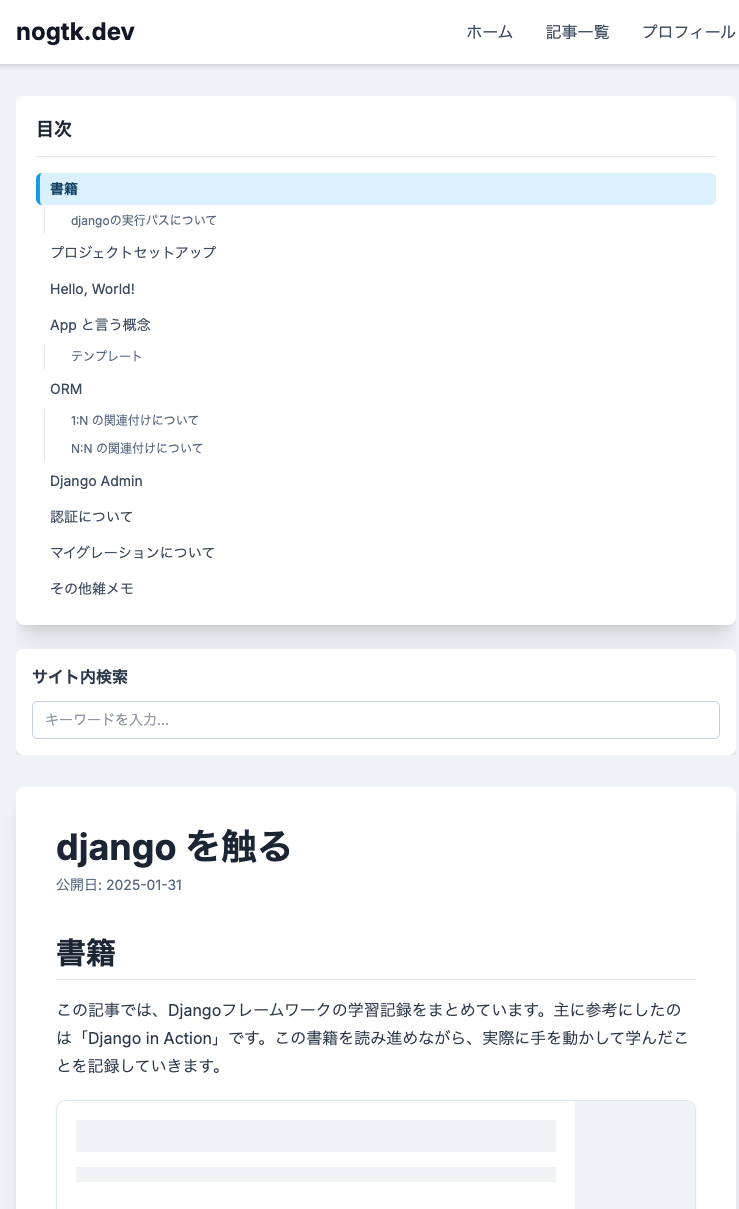 nogtk.dev
ホーム 記事一覧 プロフィール
目次
書籍
djangoの実行パスについて
プロジェクトセットアップ
Hello, World!
App と言う概念
テンプレート
ORM
1:N の関連付けについて
N:N の関連付けについて
Django Admin
認証について
マイグレーションについて
その他雑メモ
サイト内検索
キーワードを入力...
django を触る
公開日: 2025-01-31
書籍
この記事では、Djangoフレームワークの学習記録をまとめています。主に参考にしたの
は「Django in Action」です。この書籍を読み進めながら、実際に手を動かして学んだこ
とを記録していきます。